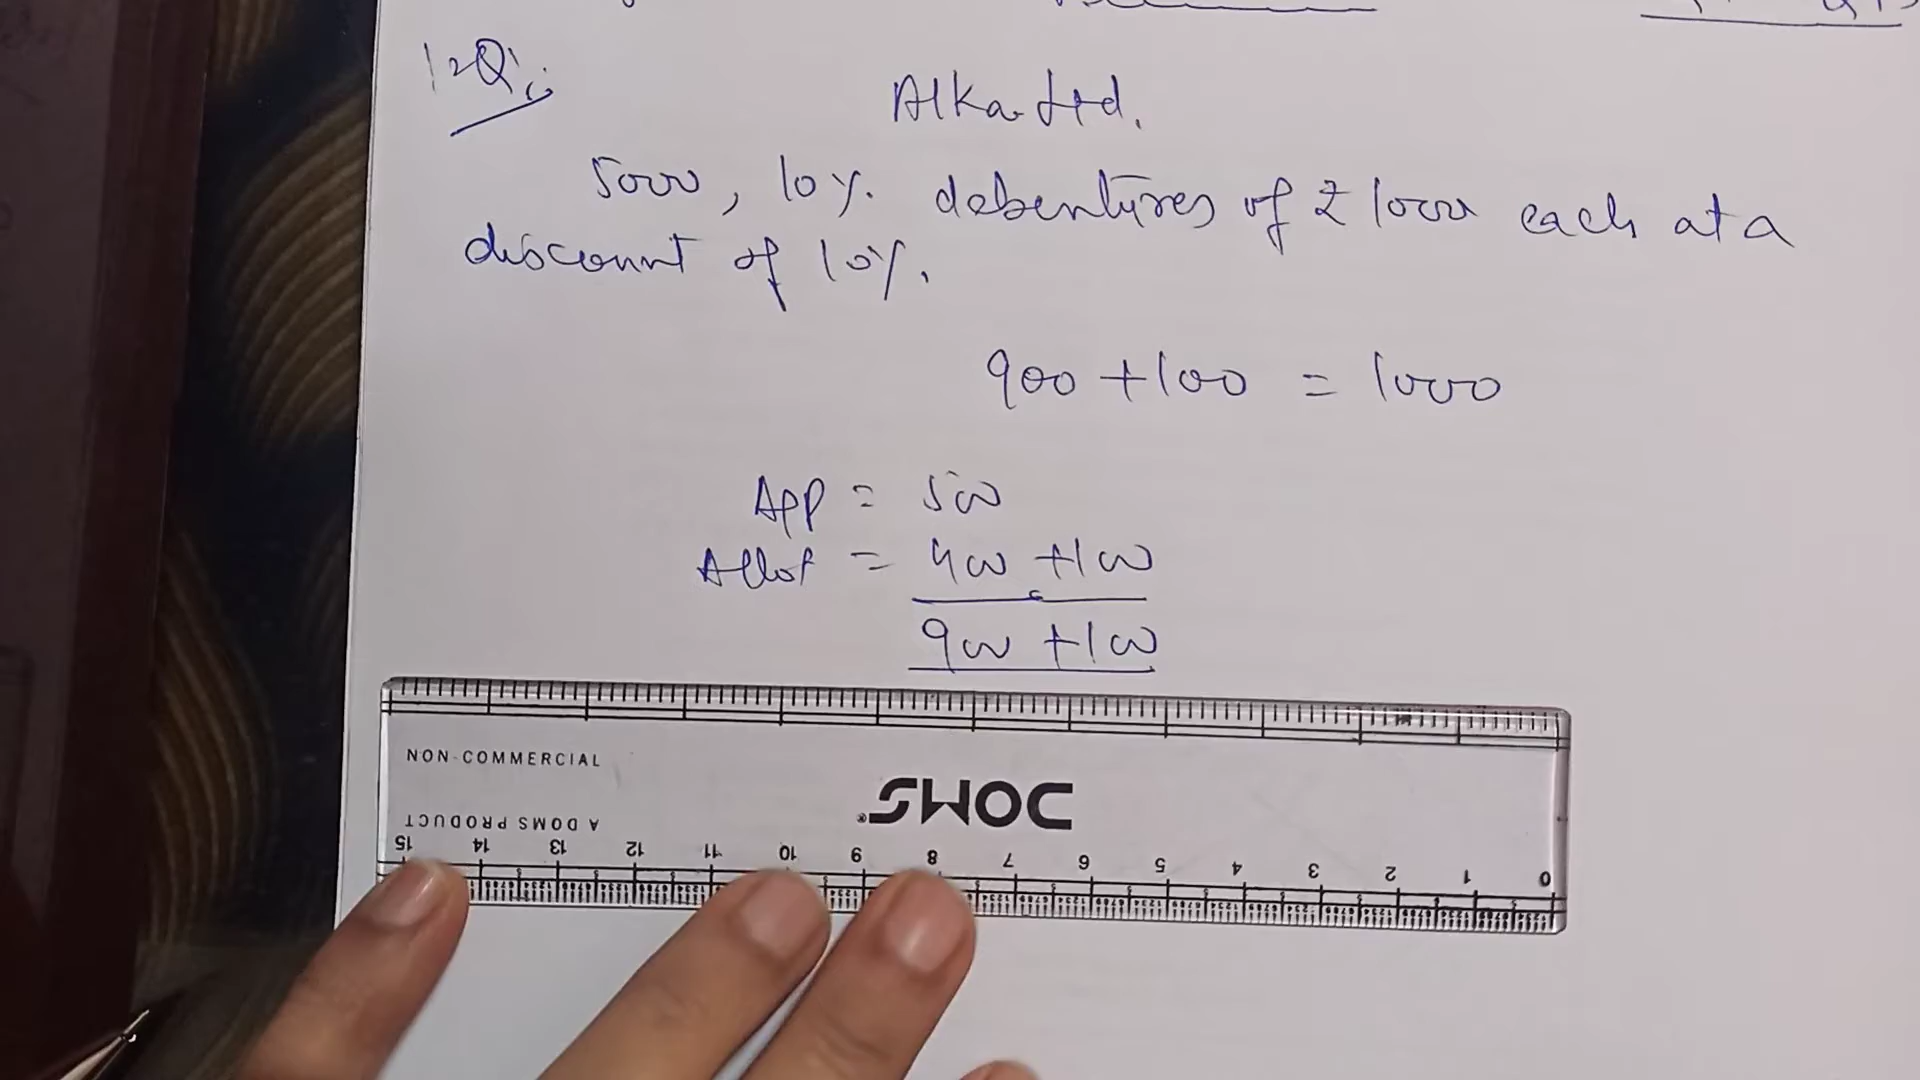 12Q:
Alka Ltd.
5000, 10%. debentures of ₹ 1000 each at a
discount of 10%.
900 + 100 = 1000
App = 500
Allot = 400 + 100
900 + 100
NON-COMMERCIAL
DOMS®
A DOMS PRODUCT
15 14 13 12 11 10 9 8 7 6 5 4 3 2 1 0